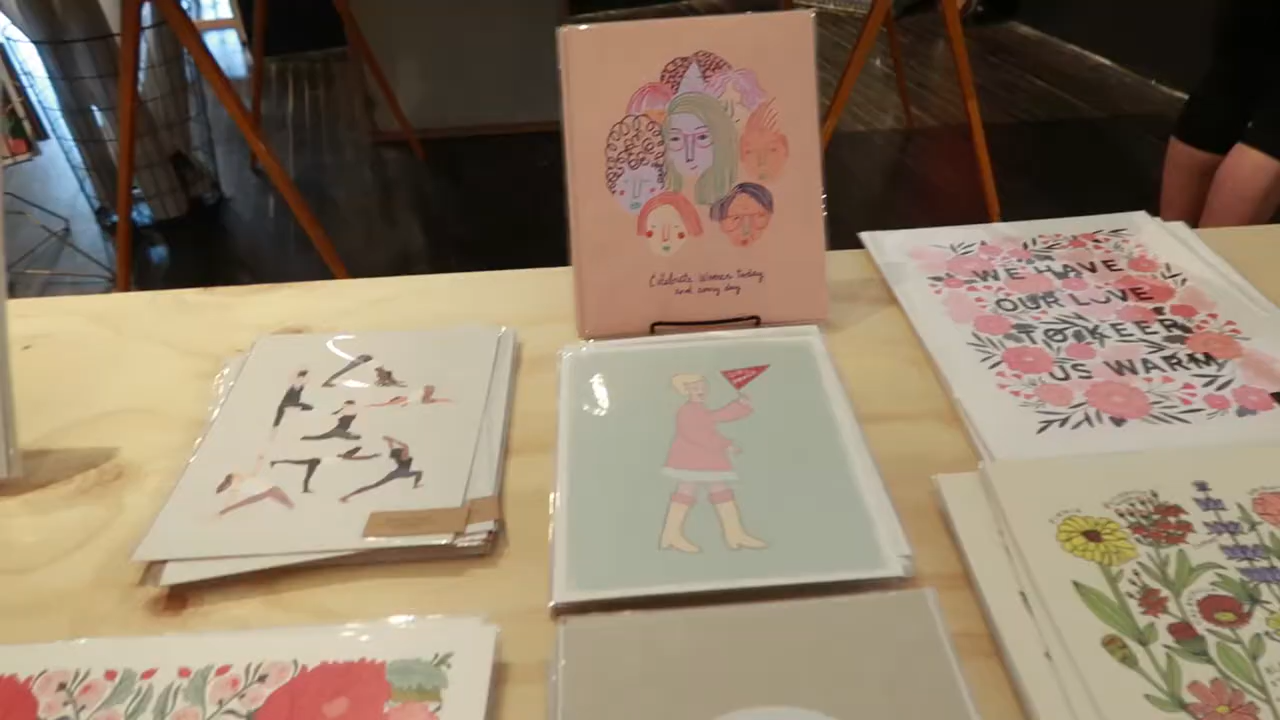 Celebrate Women Today
and every day
WE HAVE
OUR LOVE
TO KEEP
US WARM